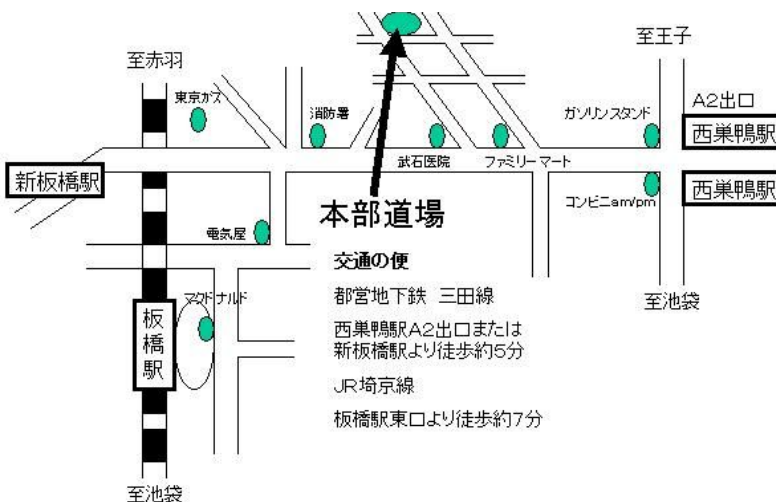 至赤羽
至王子
東京ガス
消防署
ガソリンスタンド
A2出口
西巣鴨駅
新板橋駅
武石医院
ファミリーマート
西巣鴨駅
コンビニam/pm
本部道場
電気屋
交通の便
マクドナルド
都営地下鉄 三田線
至池袋
板橋駅
西巣鴨駅A2出口または
新板橋駅より徒歩約5分
JR埼京線
板橋駅東口より徒歩約7分
至池袋